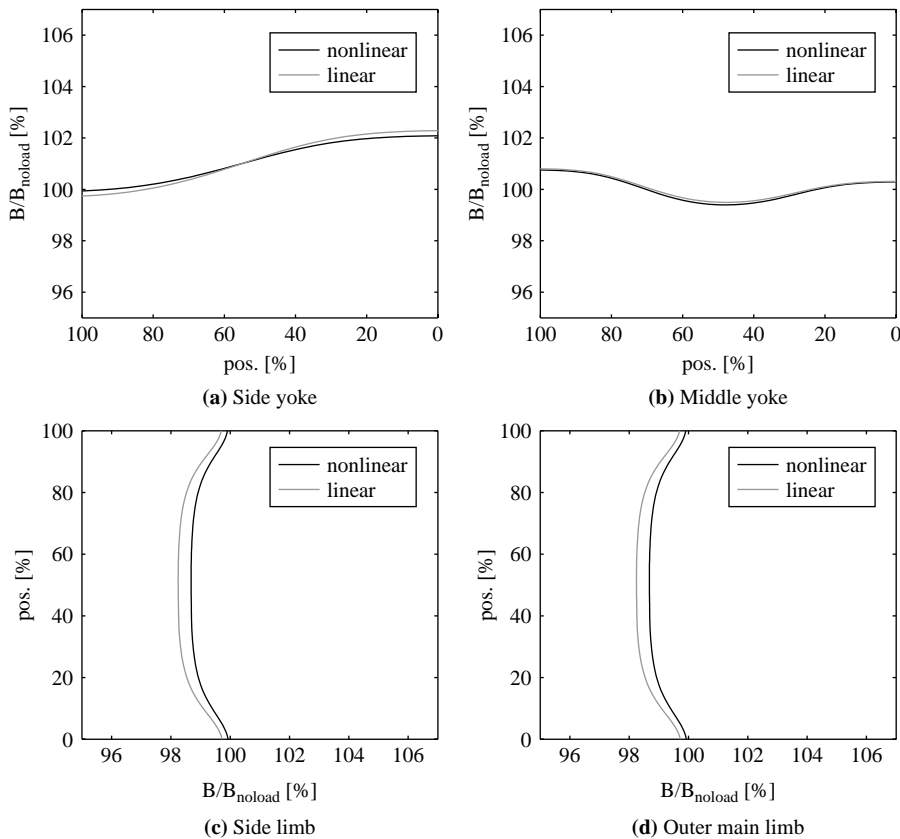 106
104
102
100
98
96
B/B_noload [%]
nonlinear
linear
100 80 60 40 20 0
pos. [%]
(a) Side yoke
106
104
102
100
98
96
B/B_noload [%]
nonlinear
linear
100 80 60 40 20 0
pos. [%]
(b) Middle yoke
100
80
60
40
20
0
pos. [%]
nonlinear
linear
96 98 100 102 104 106
B/B_noload [%]
(c) Side limb
100
80
60
40
20
0
pos. [%]
nonlinear
linear
96 98 100 102 104 106
B/B_noload [%]
(d) Outer main limb